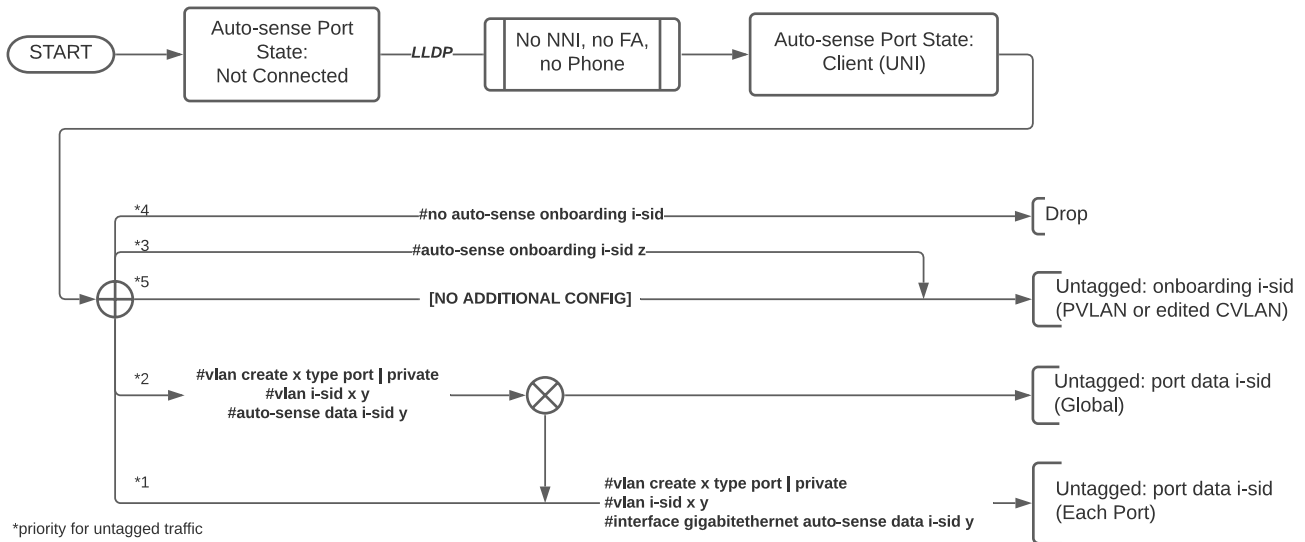 START
Auto-sense Port
State:
Not Connected
LLDP
No NNI, no FA,
no Phone
Auto-sense Port State:
Client (UNI)
*4
#no auto-sense onboarding i-sid
Drop
*3
#auto-sense onboarding i-sid z
*5
[NO ADDITIONAL CONFIG]
Untagged: onboarding i-sid
(PVLAN or edited CVLAN)
*2
#vlan create x type port | private
#vlan i-sid x y
#auto-sense data i-sid y
Untagged: port data i-sid
(Global)
*1
#vlan create x type port | private
#vlan i-sid x y
#interface gigabitethernet auto-sense data i-sid y
Untagged: port data i-sid
(Each Port)
*priority for untagged traffic